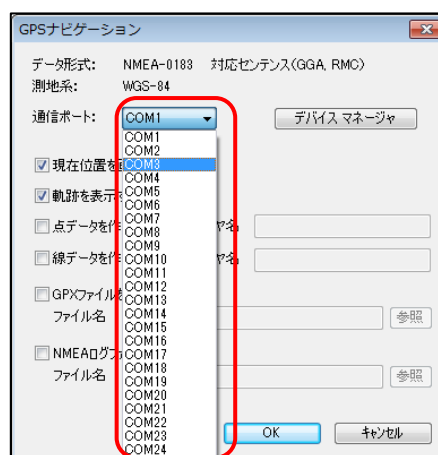 GPSナビゲーション
データ形式: NMEA-0183 対応センテンス(GGA, RMC)
測地系: WGS-84
通信ポート: COM1 デバイス マネージャ
COM1
COM2
現在位置を COM3
COM4
軌跡を表示 COM5
COM6
COM7
点データを作 COM8 ヤ名
COM9
線データを作 COM10 ヤ名
COM11
COM12
GPXファイルを COM13
ファイル名 COM14 参照
COM15
COM16
NMEAログファ COM17
COM18
ファイル名 COM19 参照
COM20
COM21
COM22
COM23 OK キャンセル
COM24